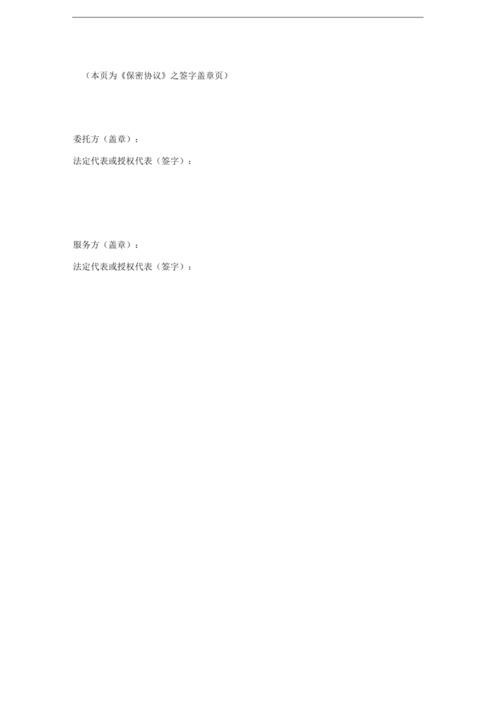 （本页为《保密协议》之签字盖章页）
委托方（盖章）：
法定代表或授权代表（签字）：
服务方（盖章）：
法定代表或授权代表（签字）：